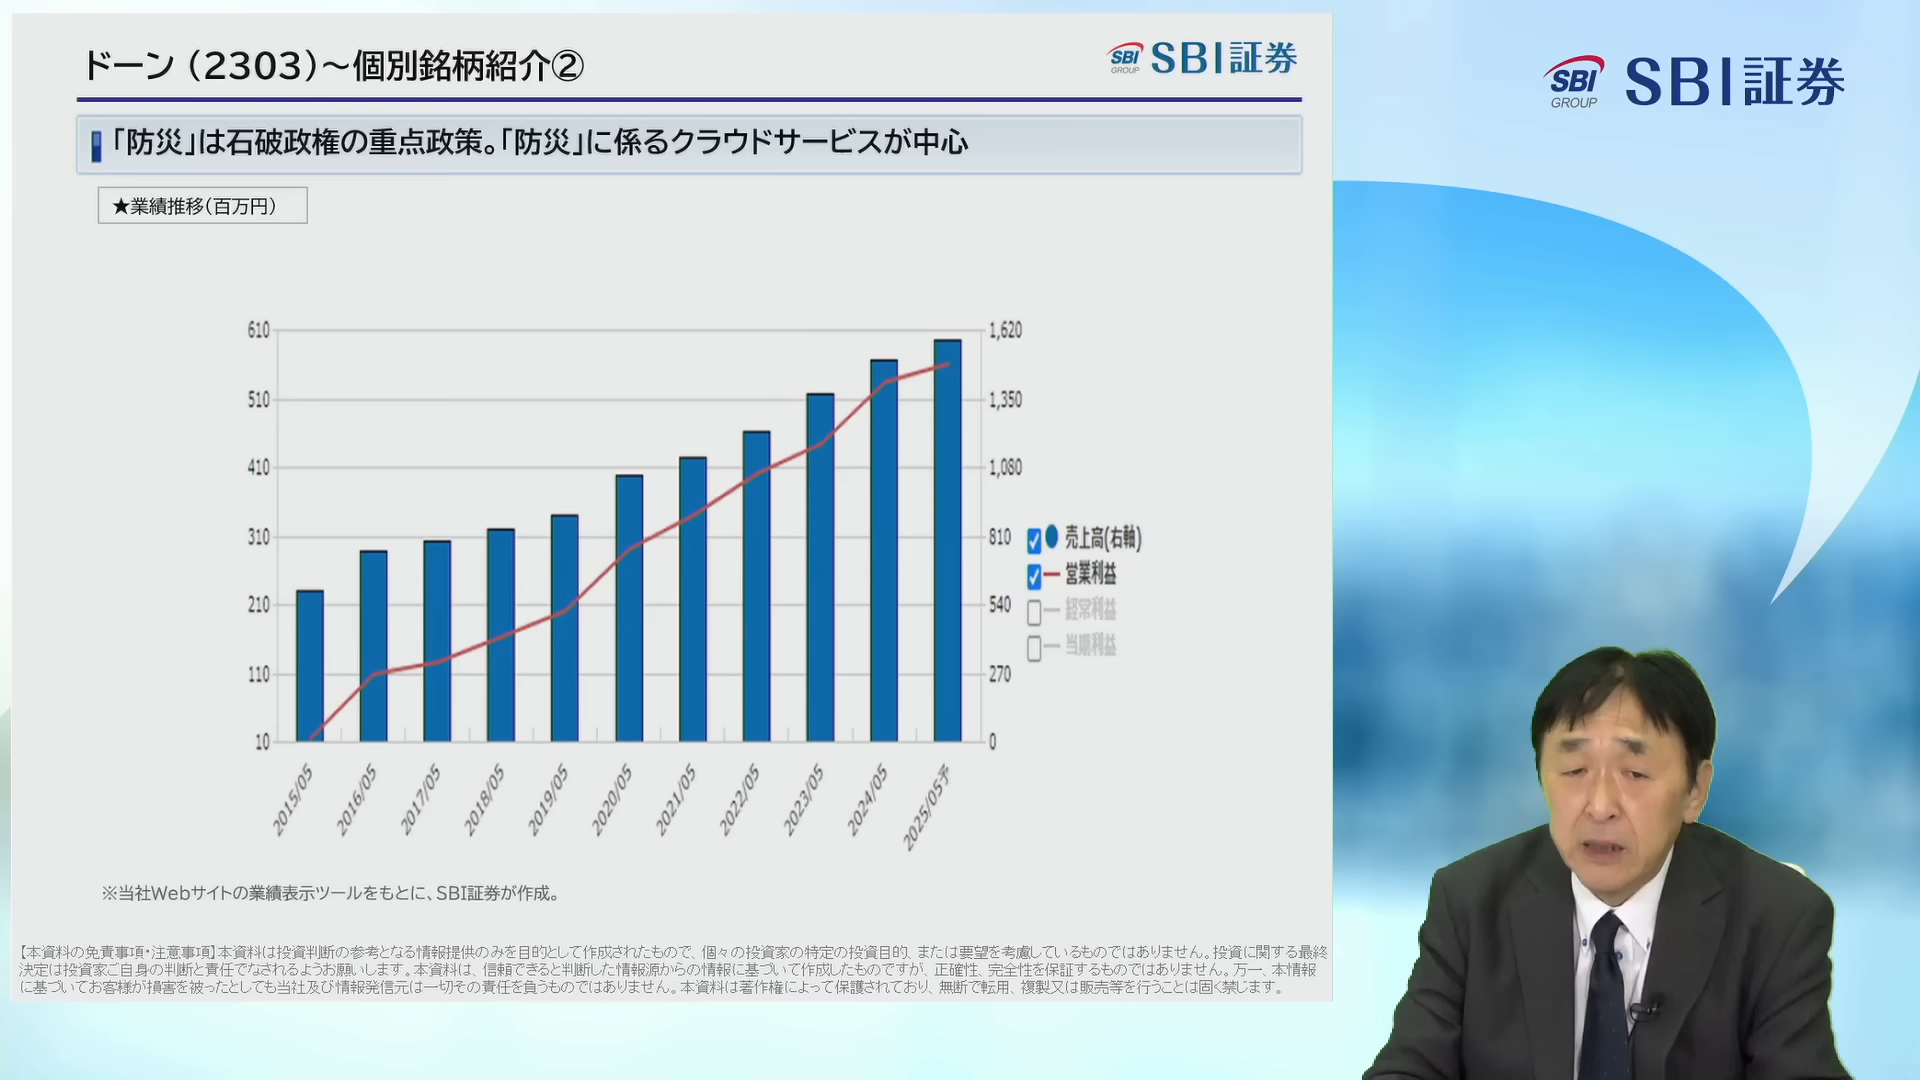 ドーン（2303）～個別銘柄紹介②
SBI GROUP SBI証券
SBI GROUP SBI証券
「防災」は石破政権の重点政策。「防災」に係るクラウドサービスが中心
★業績推移（百万円）
610
510
410
310
210
110
10
1,620
1,350
1,080
810
540
270
0
売上高(右軸)
営業利益
経常利益
当期利益
2015/05
2016/05
2017/05
2018/05
2019/05
2020/05
2021/05
2022/05
2023/05
2024/05
2025/05予
※当社Webサイトの業績表示ツールをもとに、SBI証券が作成。
【本資料の免責事項・注意事項】本資料は投資判断の参考となる情報提供のみを目的として作成されたもので、個々の投資家の特定の投資目的、または要望を考慮しているものではありません。投資に関する最終
決定は投資家ご自身の判断と責任でなされるようお願いします。本資料は、信頼できると判断した情報源からの情報に基づいて作成したものですが、正確性、完全性を保証するものではありません。万一、本情報
に基づいてお客様が損害を被ったとしても当社及び情報発信元は一切その責任を負うものではありません。本資料は著作権によって保護されており、無断で転用、複製又は販売等を行うことは固く禁じます。